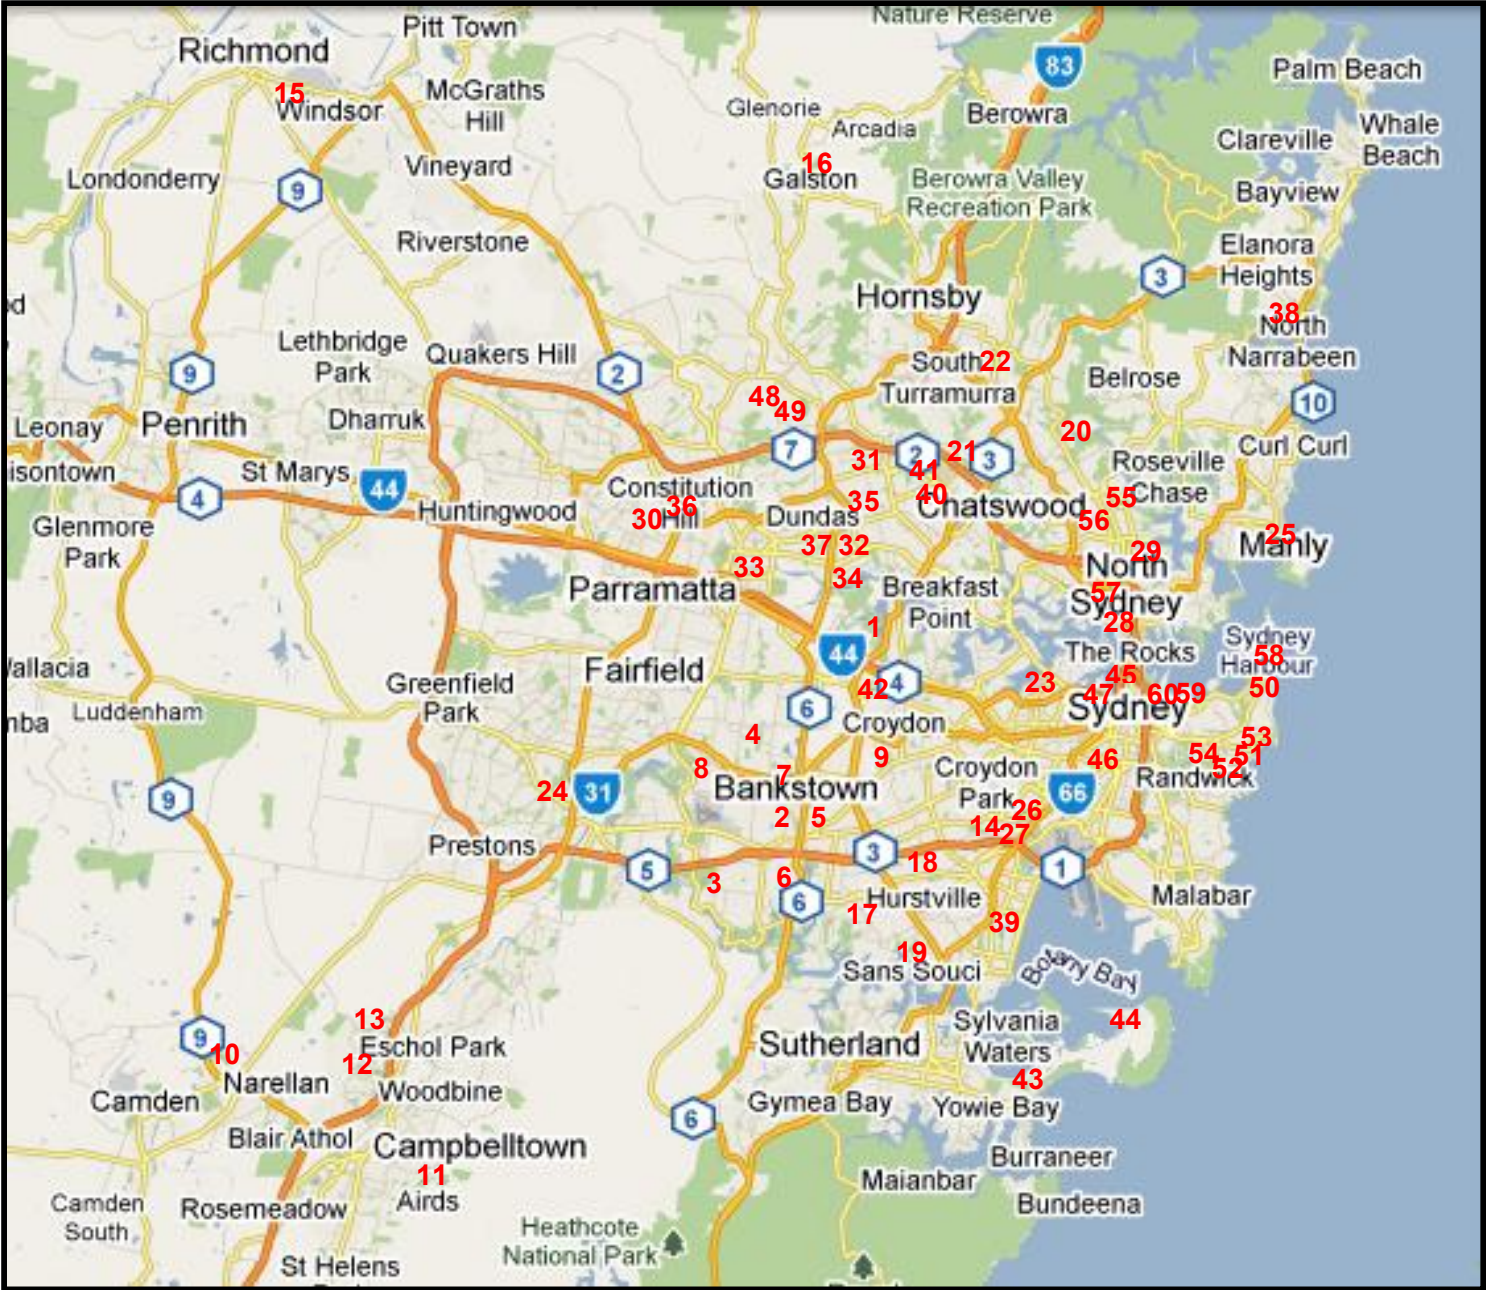 Nature Reserve
Pitt Town
Richmond
83
Palm Beach
15
Windsor
McGraths
Hill
Glenorie
Arcadia
Berowra
Clareville
Whale
Beach
Vineyard
16
Galston
Londonderry
9
Berowra Valley
Recreation Park
Bayview
Riverstone
Elanora
Heights
3
Hornsby
38
North
Narrabeen
Lethbridge
Park
Quakers Hill
2
9
South
Turramurra
22
Belrose
10
48
49
Leonay
Penrith
Dharruk
20
Curl Curl
7
31
2
41
21
3
Roseville
Chase
isontown
St Marys
44
4
Constitution
Hill
36
30
Huntingwood
Dundas
35
40
Chatswood
55
56
Glenmore
Park
37
32
25
Manly
29
North
Sydney
57
28
33
34
Parramatta
Breakfast
Point
1
44
The Rocks
Sydney
Harbour
58
allacia
Fairfield
Greenfield
Park
42
4
23
45
47
60
59
50
Sydney
mba
Luddenham
6
Croydon
4
9
53
54
51
52
46
Randwick
8
7
Bankstown
Croydon
Park
66
24
31
9
2
5
26
14
27
Prestons
5
3
18
1
3
6
6
Hurstville
17
Malabar
39
19
Sans Souci
Botany Bay
13
Eschol Park
9
10
12
Sutherland
Sylvania
Waters
44
43
Narellan
Woodbine
Camden
Gymea Bay
Yowie Bay
6
Blair Athol
Campbelltown
Burraneer
11
Airds
Maianbar
Bundeena
Camden
South
Rosemeadow
Heathcote
National Park
St Helens